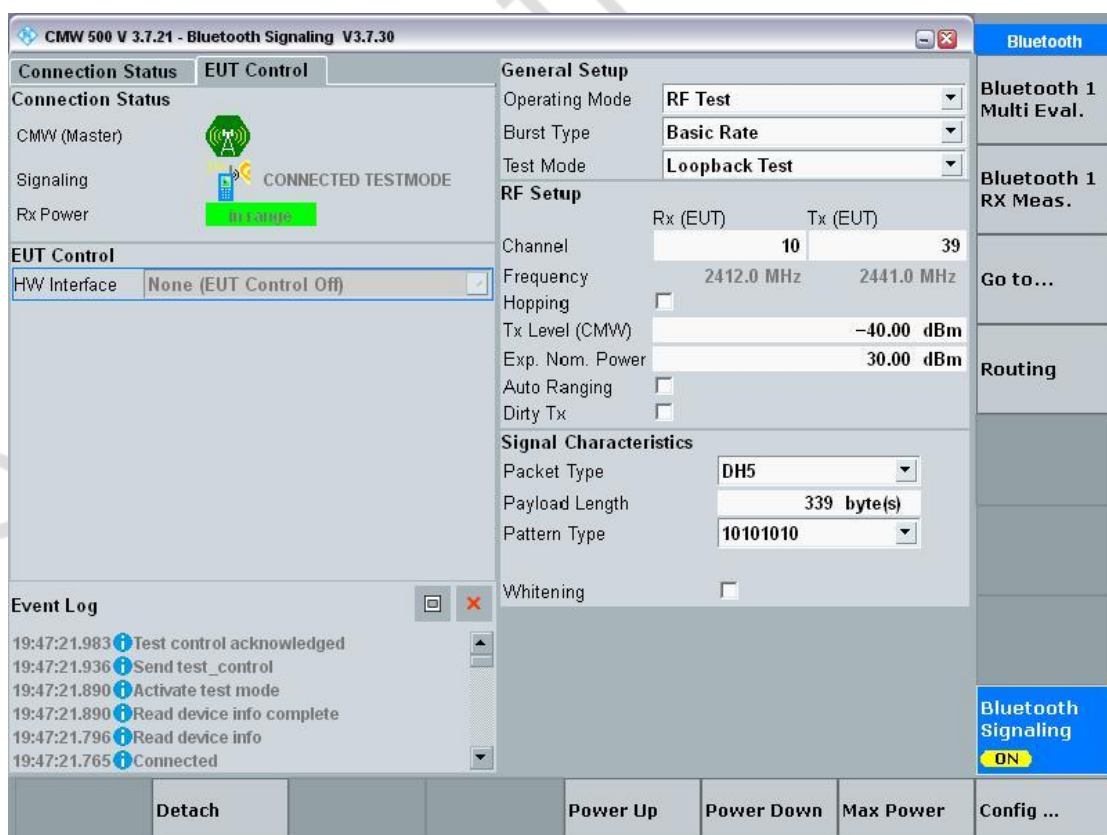 CMW 500 V 3.7.21 - Bluetooth Signaling V3.7.30
Connection Status EUT Control
Connection Status
CMW (Master)
Signaling CONNECTED TESTMODE
Rx Power In range
EUT Control
HW Interface None (EUT Control Off)
Event Log
19:47:21.983 Test control acknowledged
19:47:21.936 Send test_control
19:47:21.890 Activate test mode
19:47:21.890 Read device info complete
19:47:21.796 Read device info
19:47:21.765 Connected
General Setup
Operating Mode RF Test
Burst Type Basic Rate
Test Mode Loopback Test
RF Setup
Rx (EUT) Tx (EUT)
Channel 10 39
Frequency 2412.0 MHz 2441.0 MHz
Hopping
Tx Level (CMW) −40.00 dBm
Exp. Nom. Power 30.00 dBm
Auto Ranging
Dirty Tx
Signal Characteristics
Packet Type DH5
Payload Length 339 byte(s)
Pattern Type 10101010
Whitening
Bluetooth
Bluetooth 1
Multi Eval.
Bluetooth 1
RX Meas.
Go to...
Routing
Bluetooth
Signaling
ON
Detach Power Up Power Down Max Power Config ...